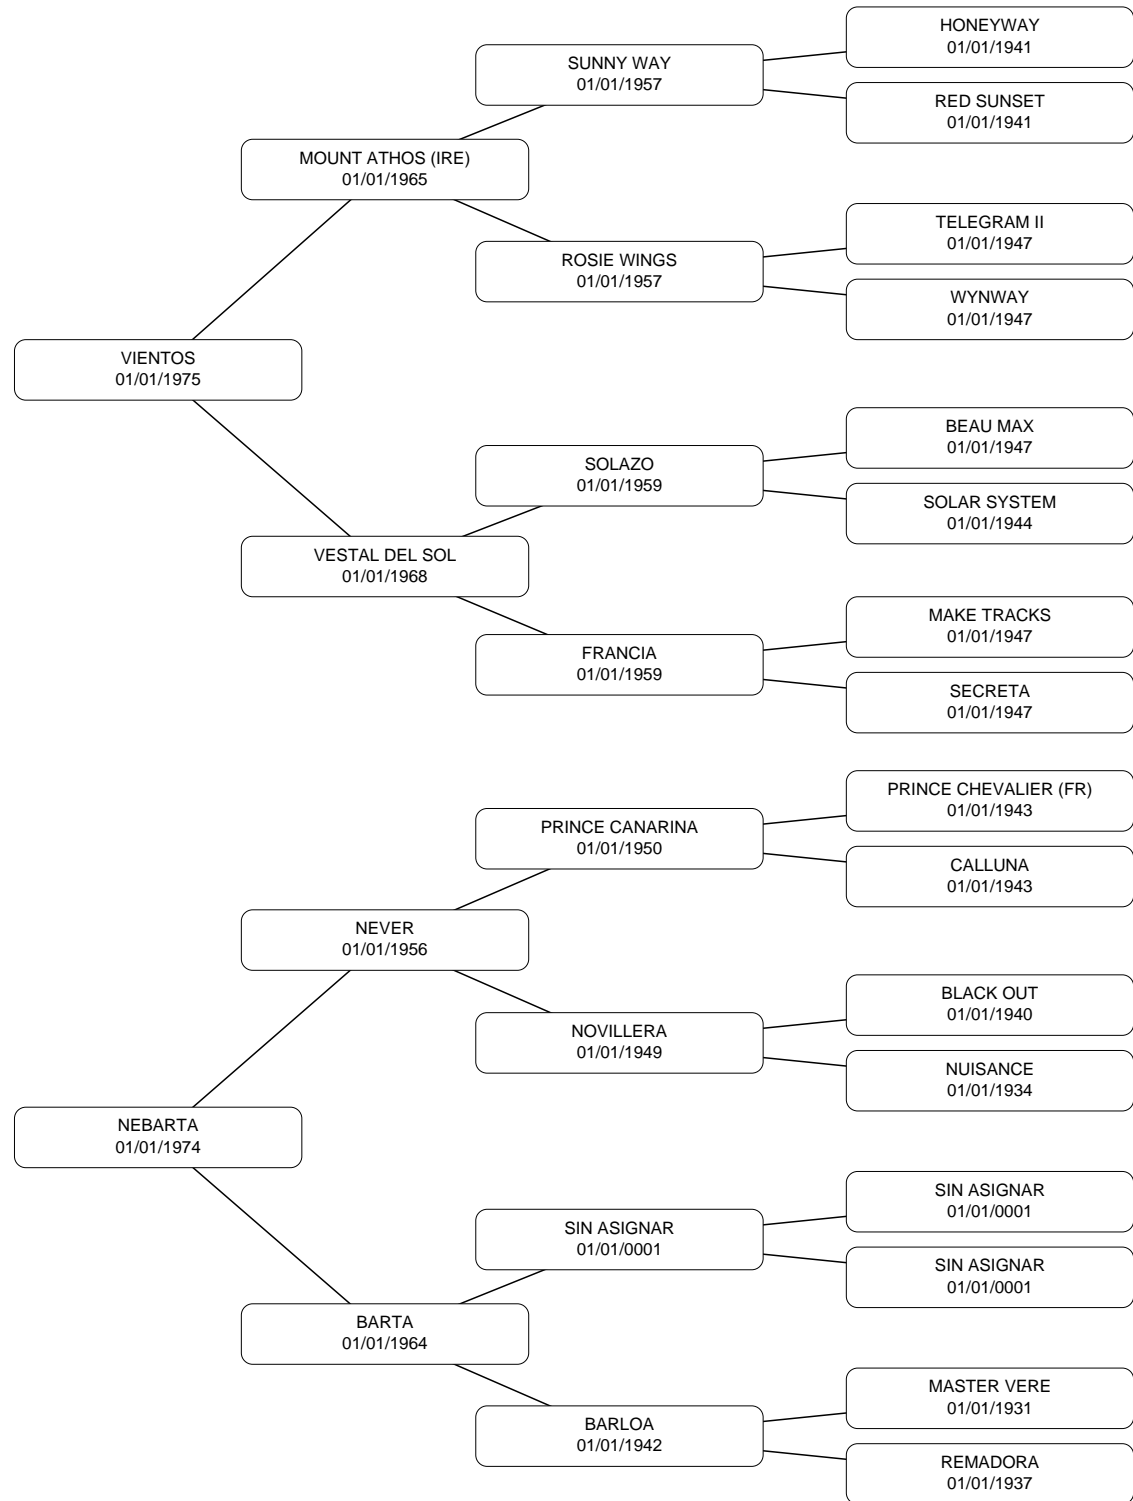 HONEYWAY
01/01/1941
SUNNY WAY
01/01/1957
RED SUNSET
01/01/1941
MOUNT ATHOS (IRE)
01/01/1965
TELEGRAM II
01/01/1947
ROSIE WINGS
01/01/1957
WYNWAY
01/01/1947
VIENTOS
01/01/1975
BEAU MAX
01/01/1947
SOLAZO
01/01/1959
SOLAR SYSTEM
01/01/1944
VESTAL DEL SOL
01/01/1968
MAKE TRACKS
01/01/1947
FRANCIA
01/01/1959
SECRETA
01/01/1947
PRINCE CHEVALIER (FR)
01/01/1943
PRINCE CANARINA
01/01/1950
CALLUNA
01/01/1943
NEVER
01/01/1956
BLACK OUT
01/01/1940
NOVILLERA
01/01/1949
NUISANCE
01/01/1934
NEBARTA
01/01/1974
SIN ASIGNAR
01/01/0001
SIN ASIGNAR
01/01/0001
SIN ASIGNAR
01/01/0001
BARTA
01/01/1964
MASTER VERE
01/01/1931
BARLOA
01/01/1942
REMADORA
01/01/1937